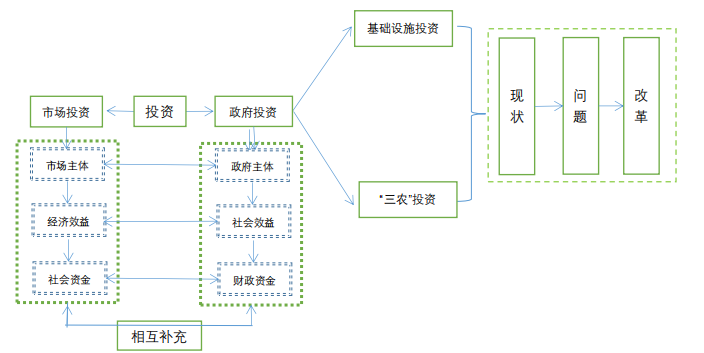 基础设施投资
市场投资
投资
政府投资
现状
问题
改革
市场主体
政府主体
“三农”投资
经济效益
社会效益
社会资金
财政资金
相互补充